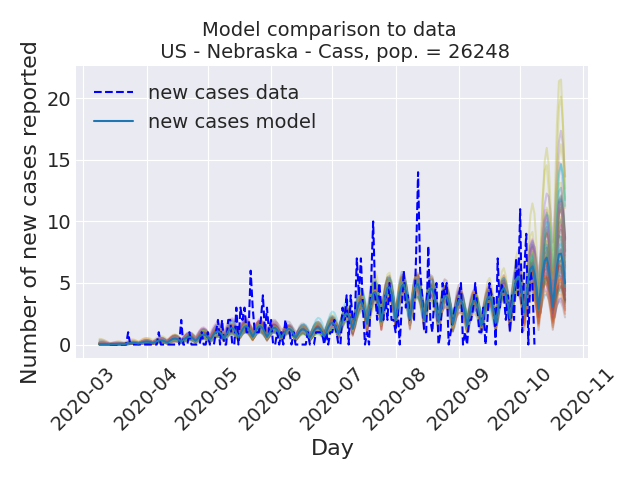 Model comparison to data
US - Nebraska - Cass, pop. = 26248
Number of new cases reported
20
15
10
5
0
new cases data
new cases model
2020-03
2020-04
2020-05
2020-06
2020-07
2020-08
2020-09
2020-10
2020-11
Day